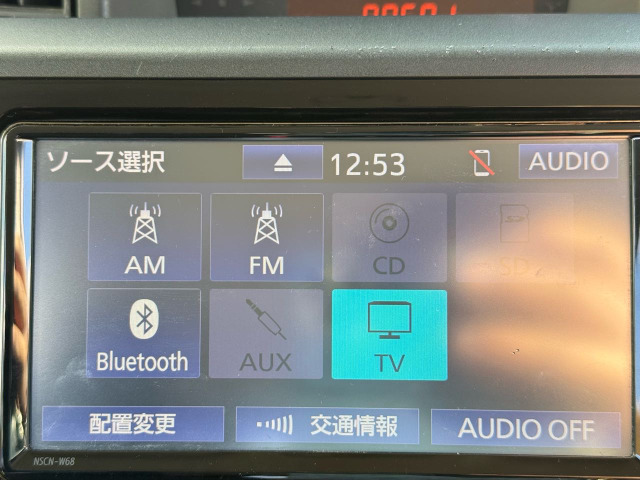 ソース選択 12:53 AUDIO
AM FM CD SD
Bluetooth AUX TV
配置変更 交通情報 AUDIO OFF
NSCN-W68